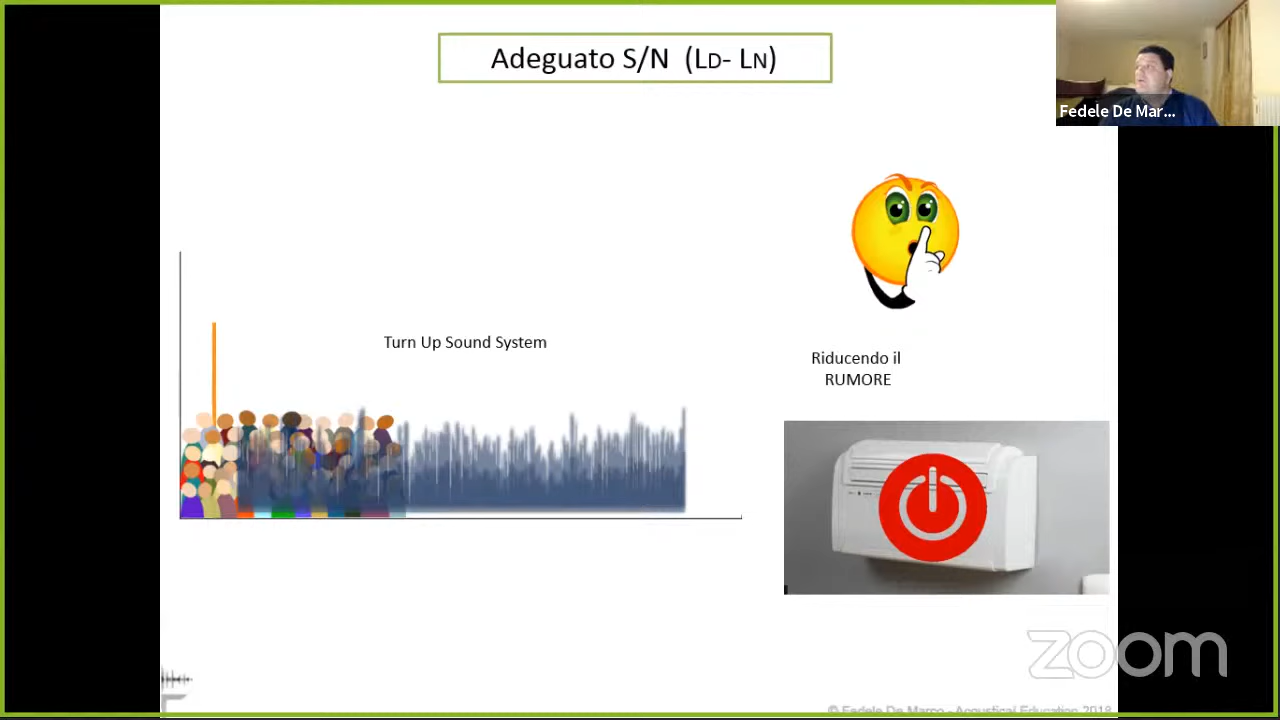 Adeguato S/N (LD- LN)
Fedele De Mar...
Turn Up Sound System
Riducendo il
RUMORE
zoom
© Fedele De Marco - Acoustical Education 2018